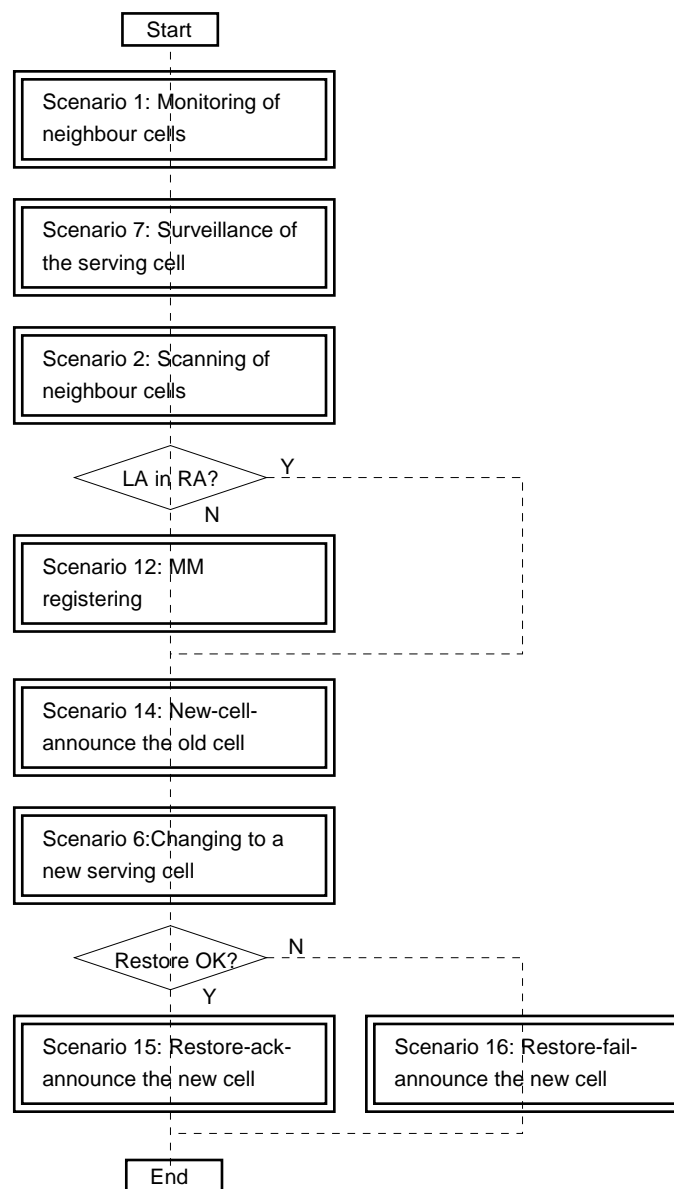 Start
Scenario 1: Monitoring of
neighbour cells
Scenario 7: Surveillance of
the serving cell
Scenario 2: Scanning of
neighbour cells
LA in RA?
Y
N
Scenario 12: MM
registering
Scenario 14: New-cell-
announce the old cell
Scenario 6:Changing to a
new serving cell
Restore OK?
N
Y
Scenario 15: Restore-ack-
announce the new cell
Scenario 16: Restore-fail-
announce the new cell
End